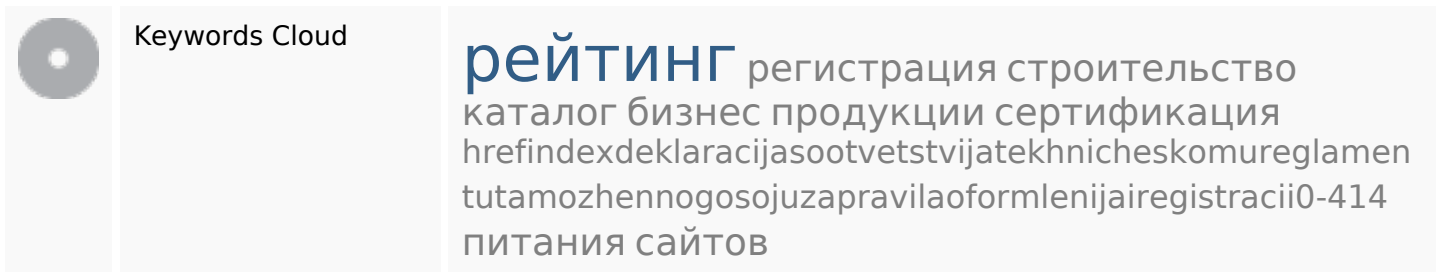 Keywords Cloud
рейтинг регистрация строительство
каталог бизнес продукции сертификация
hrefindexdeklaracijasootvetstvijatekhnicheskomureglamen
tutamozhennogosojuzapravilaoformlenijairegistracii0-414
питания сайтов